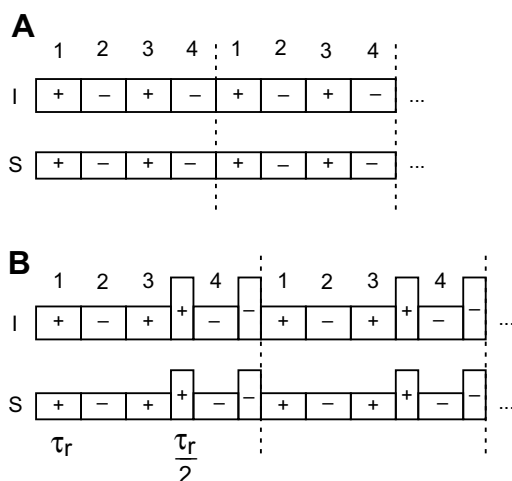 A
1 2 3 4 1 2 3 4
I + – + – + – + – ...
S + – + – + – + – ...
B
1 2 3 4 1 2 3 4
I + – + + – – + – + + – – ...
S + – + + – – + – + + – – ...
τr τr/2